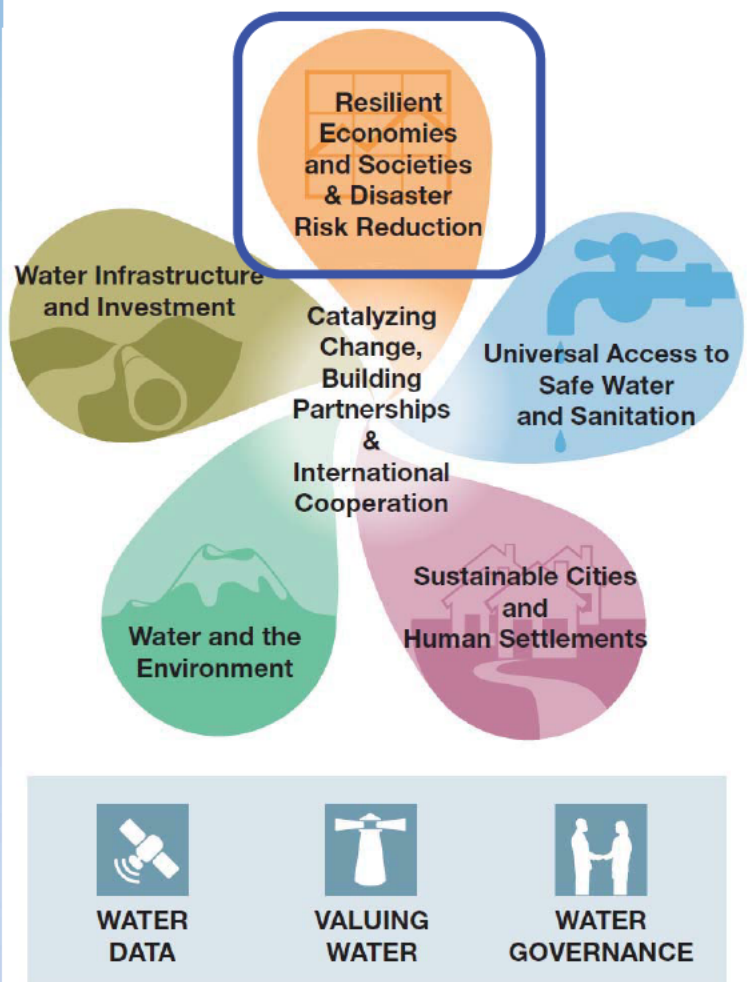 Resilient
Economies
and Societies
& Disaster
Risk Reduction
Water Infrastructure
and Investment
Catalyzing
Change,
Building
Partnerships
&
International
Cooperation
Universal Access to
Safe Water
and Sanitation
Water and the
Environment
Sustainable Cities
and
Human Settlements
WATER
DATA
VALUING
WATER
WATER
GOVERNANCE